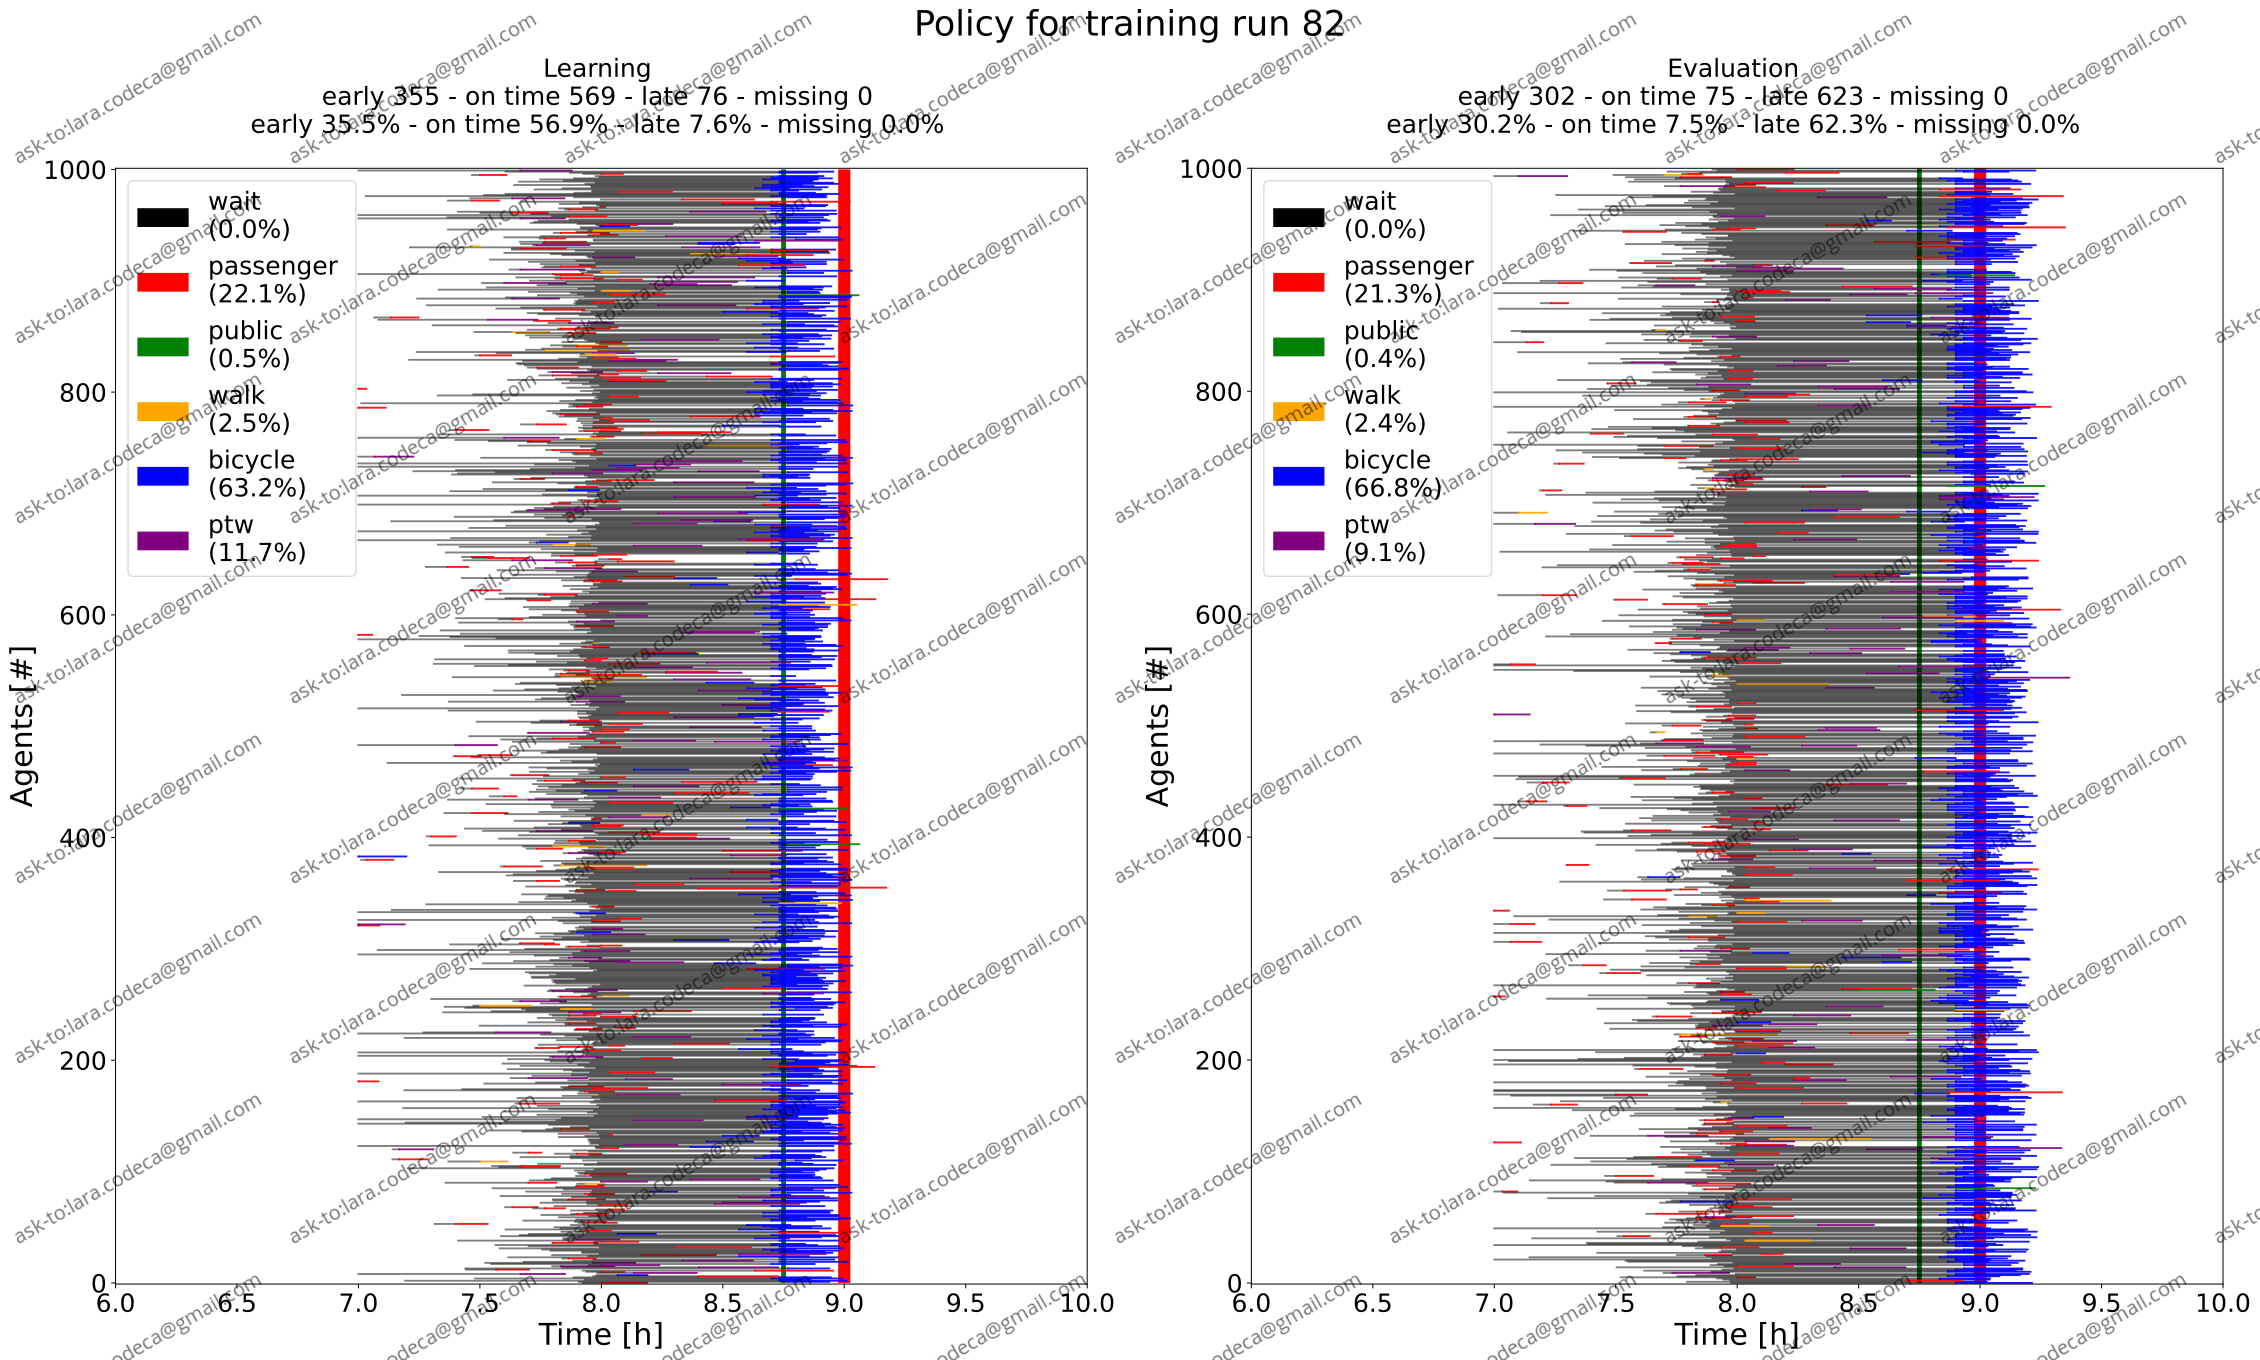 Policy for training run 82
Learning
early 355 - on time 569 - late 76 - missing 0
early 35.5% - on time 56.9% - late 7.6% - missing 0.0%
1000
800
600
400
200
0
Agents [#]
wait
(0.0%)
passenger
(22.1%)
public
(0.5%)
walk
(2.5%)
bicycle
(63.2%)
ptw
(11.7%)
6.0 6.5 7.0 7.5 8.0 8.5 9.0 9.5 10.0
Time [h]
Evaluation
early 302 - on time 75 - late 623 - missing 0
early 30.2% - on time 7.5% - late 62.3% - missing 0.0%
1000
800
600
400
200
0
Agents [#]
wait
(0.0%)
passenger
(21.3%)
public
(0.4%)
walk
(2.4%)
bicycle
(66.8%)
ptw
(9.1%)
6.0 6.5 7.0 7.5 8.0 8.5 9.0 9.5 10.0
Time [h]
ask-to:lara.codeca@gmail.com